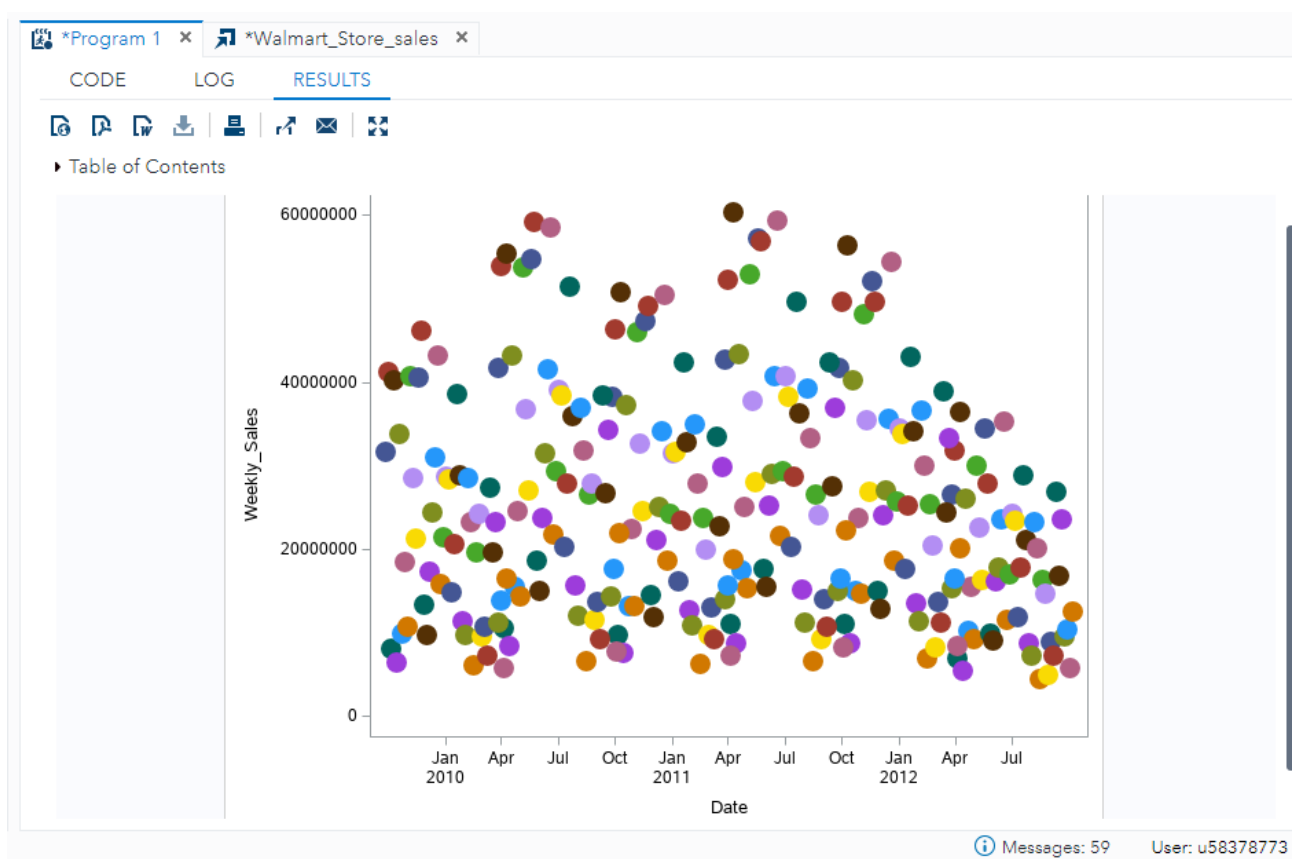 *Program 1 × *Walmart_Store_sales ×
CODE LOG RESULTS
Table of Contents
60000000
40000000
20000000
0
Weekly_Sales
Jan Apr Jul Oct Jan Apr Jul Oct Jan Apr Jul
2010 2011 2012
Date
Messages: 59 User: u58378773